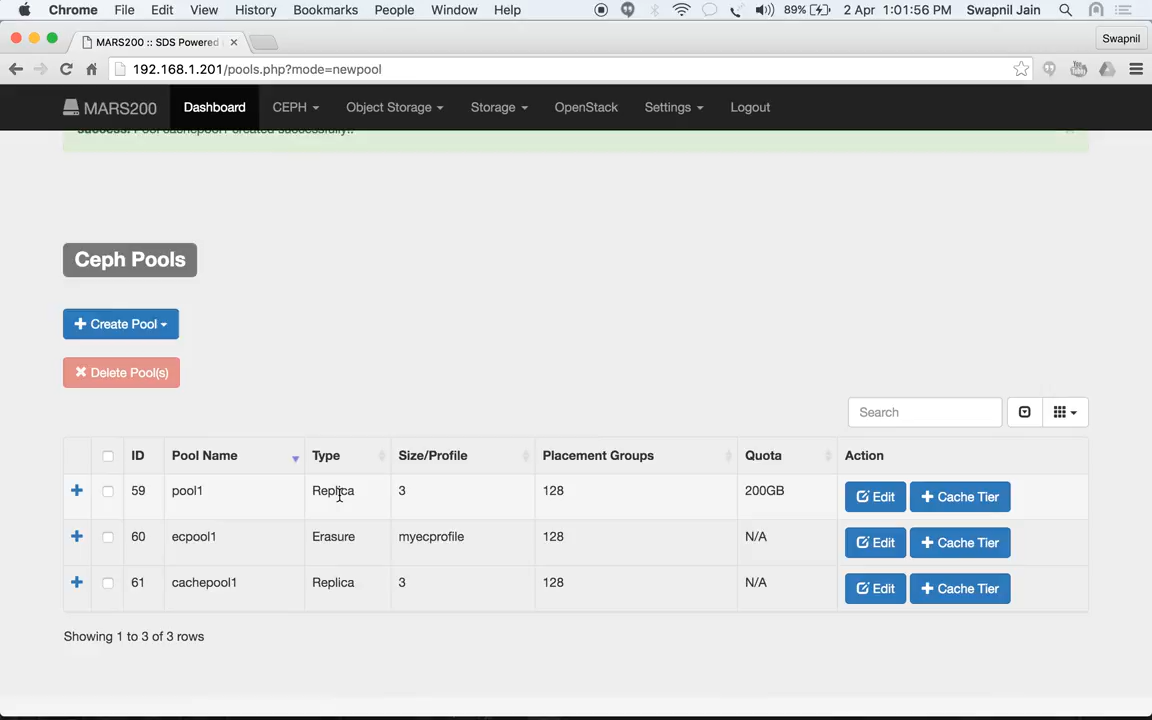 Chrome File Edit View History Bookmarks People Window Help 89% 2 Apr 1:01:56 PM Swapnil Jain
MARS200 :: SDS Powered Swapnil
192.168.1.201/pools.php?mode=newpool
MARS200 Dashboard CEPH Object Storage Storage OpenStack Settings Logout
Success: Pool cachepool1 created successfully!!
Ceph Pools
Create Pool
Delete Pool(s)
Search
ID Pool Name Type Size/Profile Placement Groups Quota Action
59 pool1 Replica 3 128 200GB Edit Cache Tier
60 ecpool1 Erasure myecprofile 128 N/A Edit Cache Tier
61 cachepool1 Replica 3 128 N/A Edit Cache Tier
Showing 1 to 3 of 3 rows